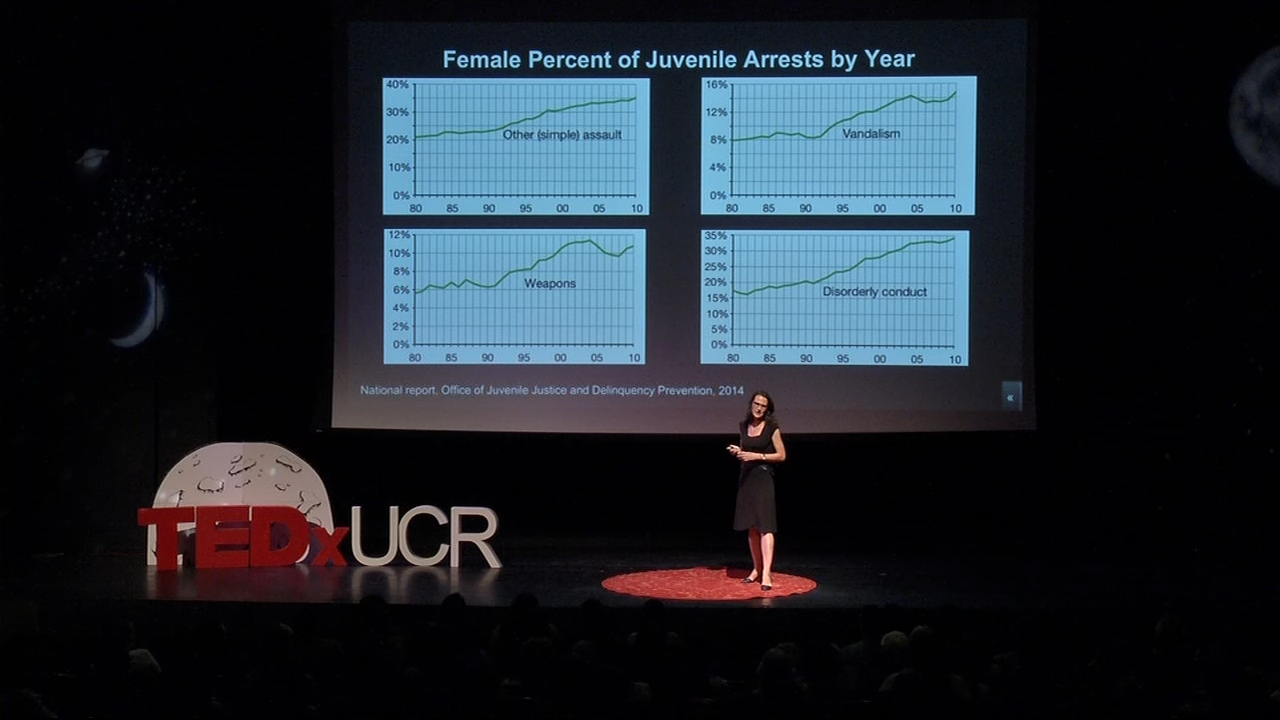 Female Percent of Juvenile Arrests by Year
40%
30%
20%
10%
0%
Other (simple) assault
80 85 90 95 00 05 10
16%
12%
8%
4%
0%
Vandalism
80 85 90 95 00 05 10
12%
10%
8%
6%
4%
2%
0%
Weapons
80 85 90 95 00 05 10
35%
30%
25%
20%
15%
10%
5%
0%
Disorderly conduct
80 85 90 95 00 05 10
National report, Office of Juvenile Justice and Delinquency Prevention, 2014
«
TEDxUCR